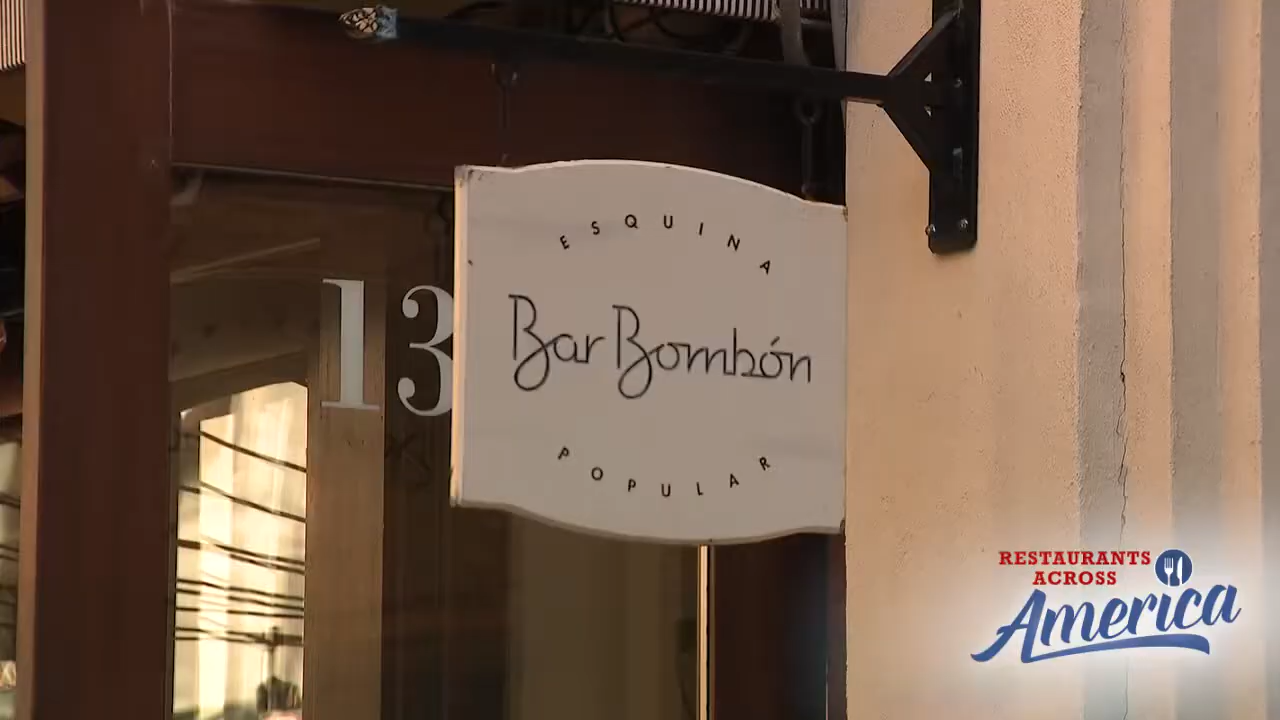 ESQUINA
13
Bar Bombón
POPULAR
RESTAURANTS
ACROSS
America